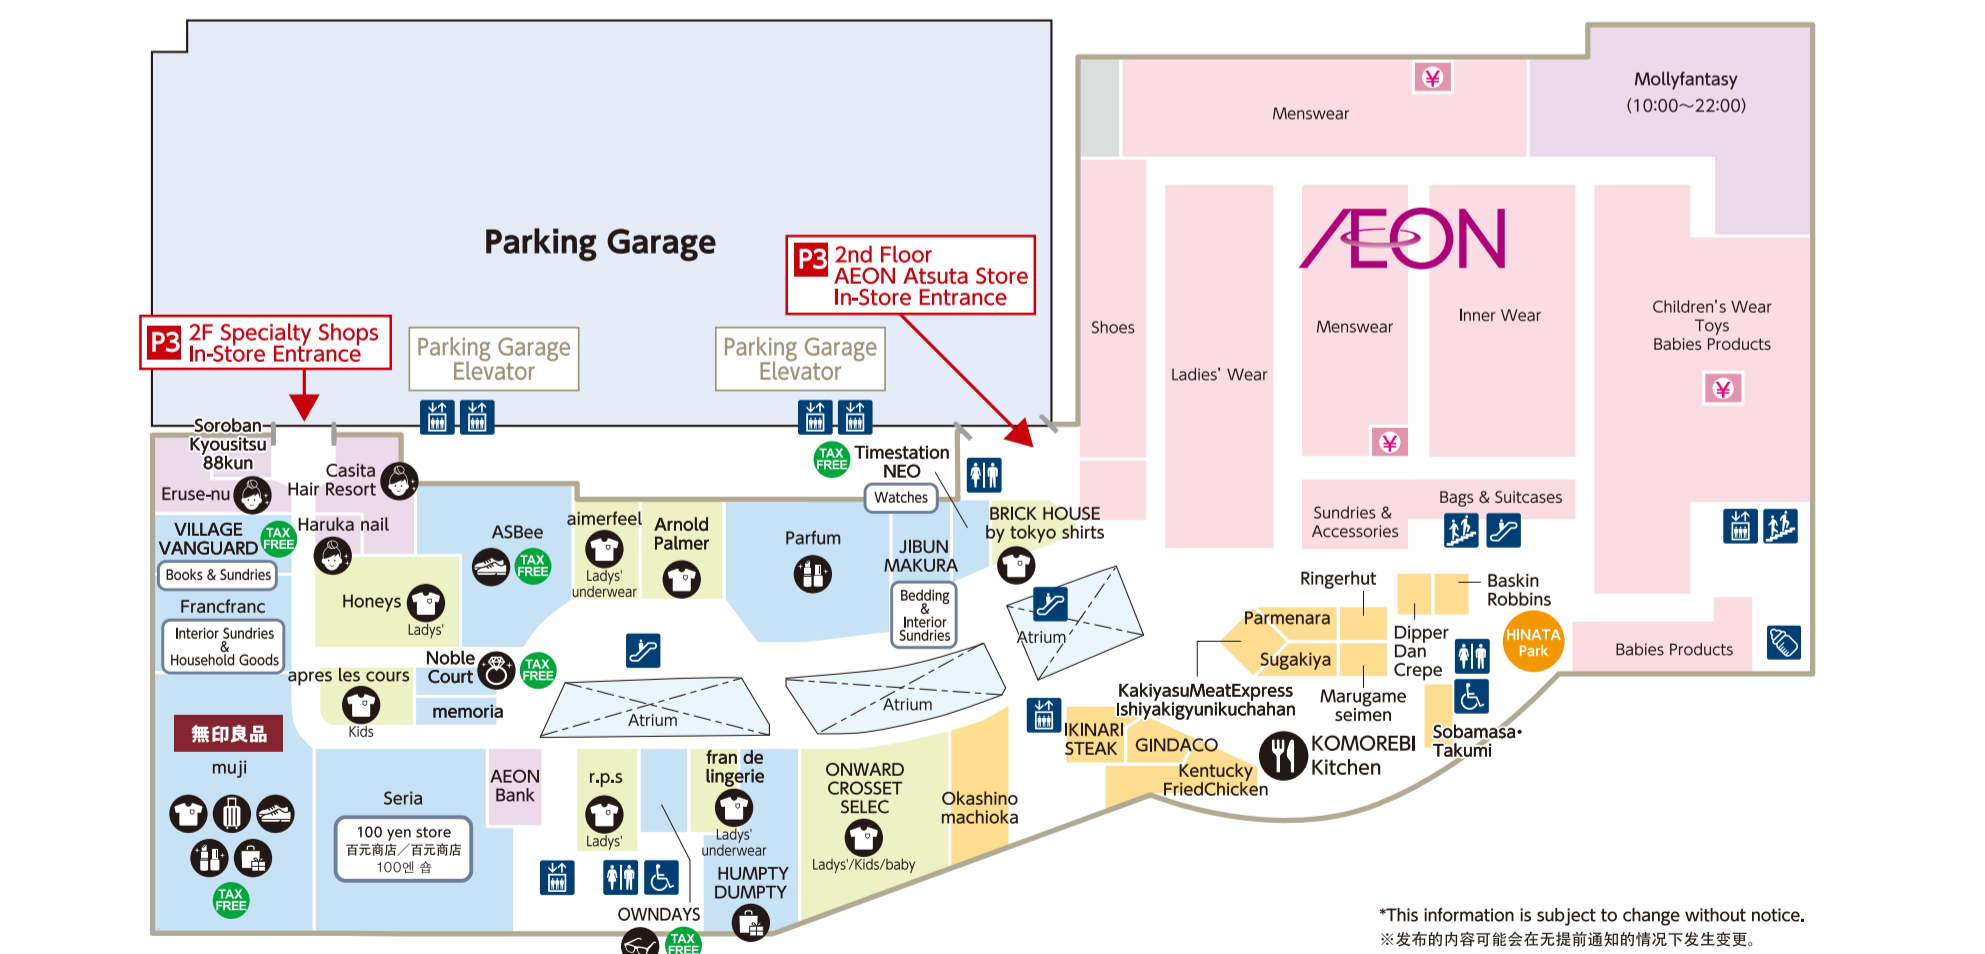 Parking Garage
P3 2F Specialty Shops
In-Store Entrance
P3 2nd Floor
AEON Atsuta Store
In-Store Entrance
Parking Garage
Elevator
Parking Garage
Elevator
Mollyfantasy
(10:00～22:00)
Menswear
¥
AEON
Shoes
Ladies' Wear
Menswear
¥
Inner Wear
Children's Wear
Toys
Babies Products
¥
Sundries &
Accessories
Bags & Suitcases
Babies Products
Soroban
Kyousitsu
88kun
Eruse-nu
Casita
Hair Resort
Haruka nail
VILLAGE
VANGUARD
TAX
FREE
Books & Sundries
Francfranc
Interior Sundries
&
Household Goods
Honeys
Ladys'
ASBee
TAX
FREE
aimerfeel
Ladys'
underwear
Arnold
Palmer
Parfum
TAX
FREE
Timestation
NEO
Watches
JIBUN
MAKURA
Bedding
&
Interior
Sundries
BRICK HOUSE
by tokyo shirts
apres les cours
Kids
Noble
Court
TAX
FREE
memoria
Atrium
Atrium
Atrium
無印良品
muji
TAX
FREE
Seria
100 yen store
百元商店／百元商店
100엔 숍
AEON
Bank
r.p.s
Ladys'
fran de
lingerie
Ladys'
underwear
OWNDAYS
TAX
FREE
HUMPTY
DUMPTY
ONWARD
CROSSET
SELEC
Ladys'/Kids/baby
Okashino
machioka
Ringerhut
Parmenara
Sugakiya
Baskin
Robbins
Dipper
Dan
Crepe
HINATA
Park
Marugame
seimen
KakiyasuMeatExpress
Ishiyakigyunikuchahan
IKINARI
STEAK
GINDACO
Kentucky
FriedChicken
KOMOREBI
Kitchen
Sobamasa・
Takumi
*This information is subject to change without notice.
※发布的内容可能会在无提前通知的情况下发生变更。